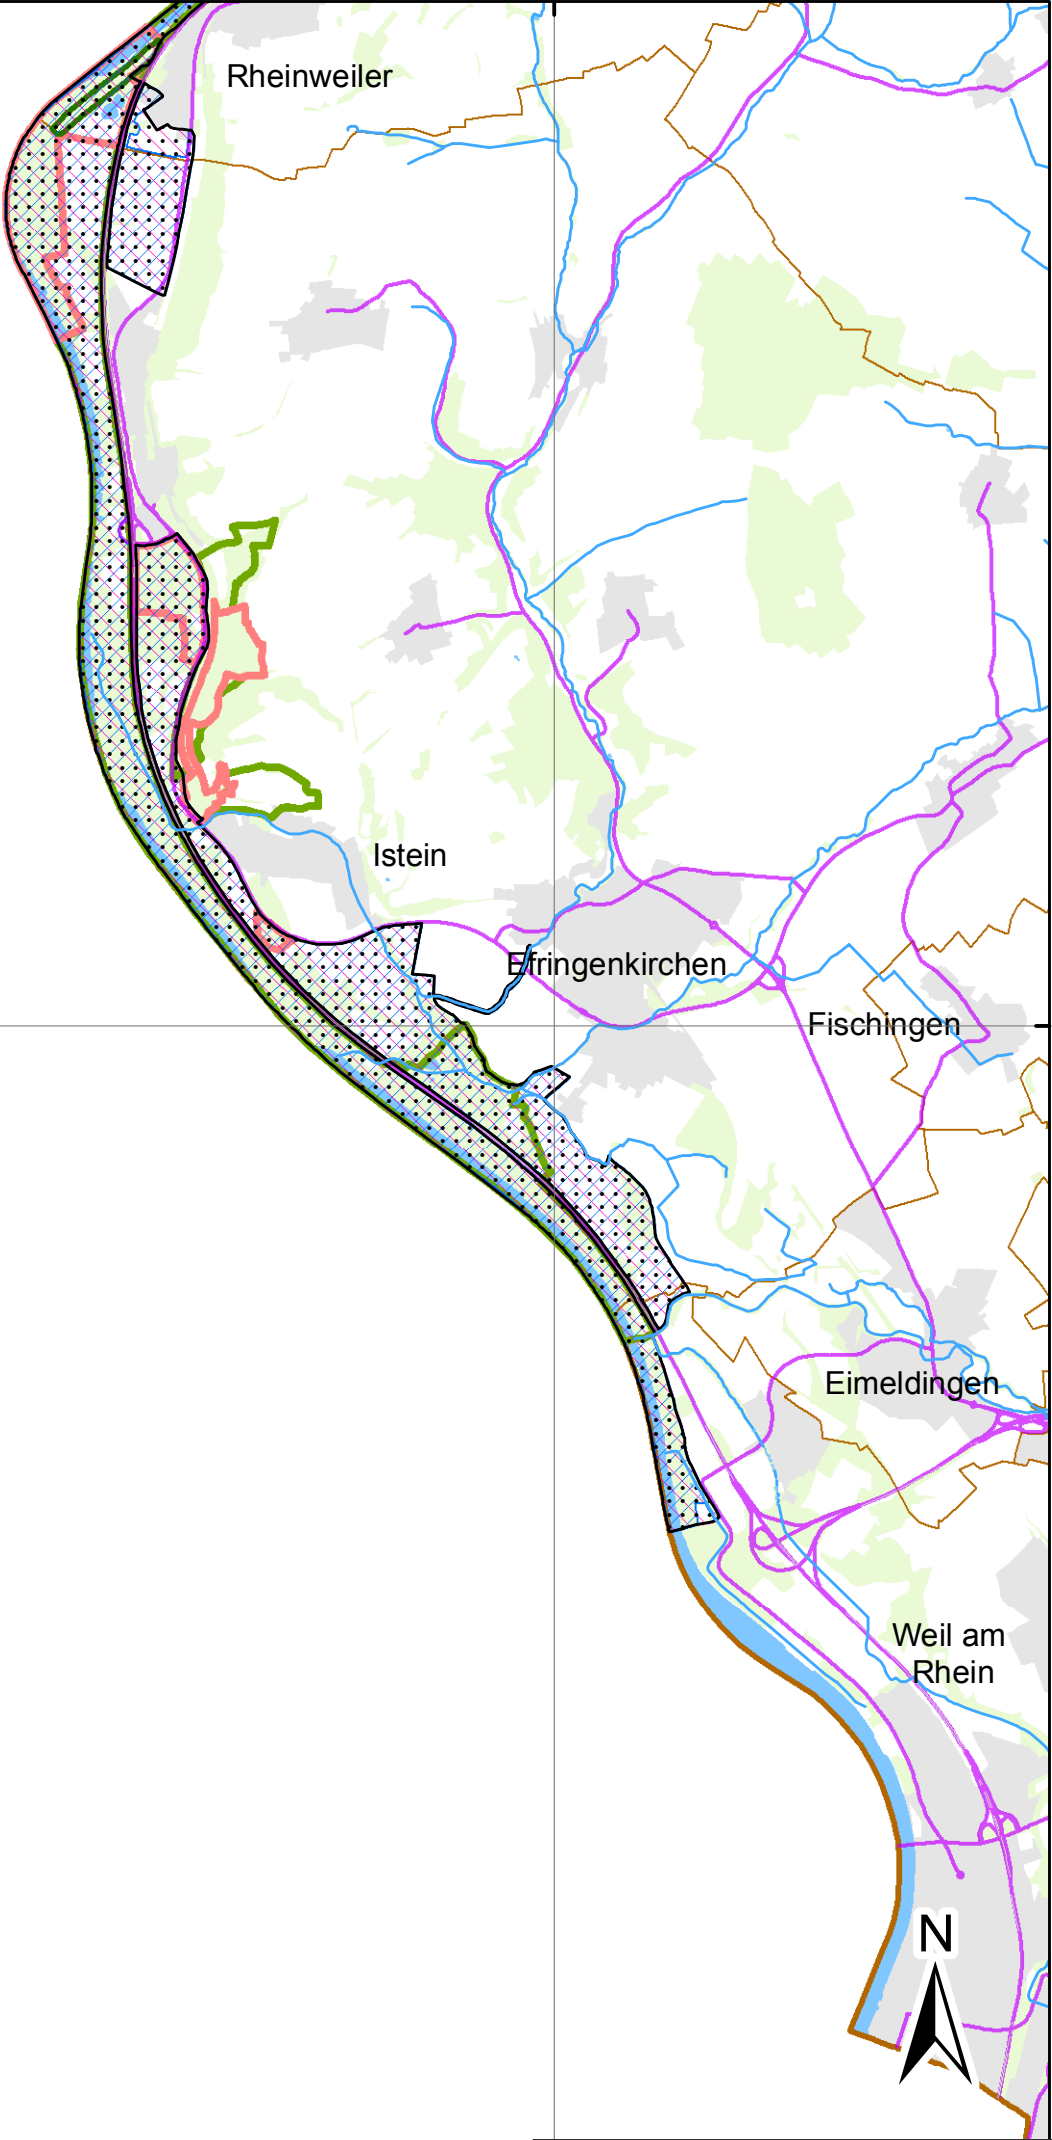 Rheinweiler
Istein
Efringenkirchen
Fischingen
Eimeldingen
Weil am
Rhein
N